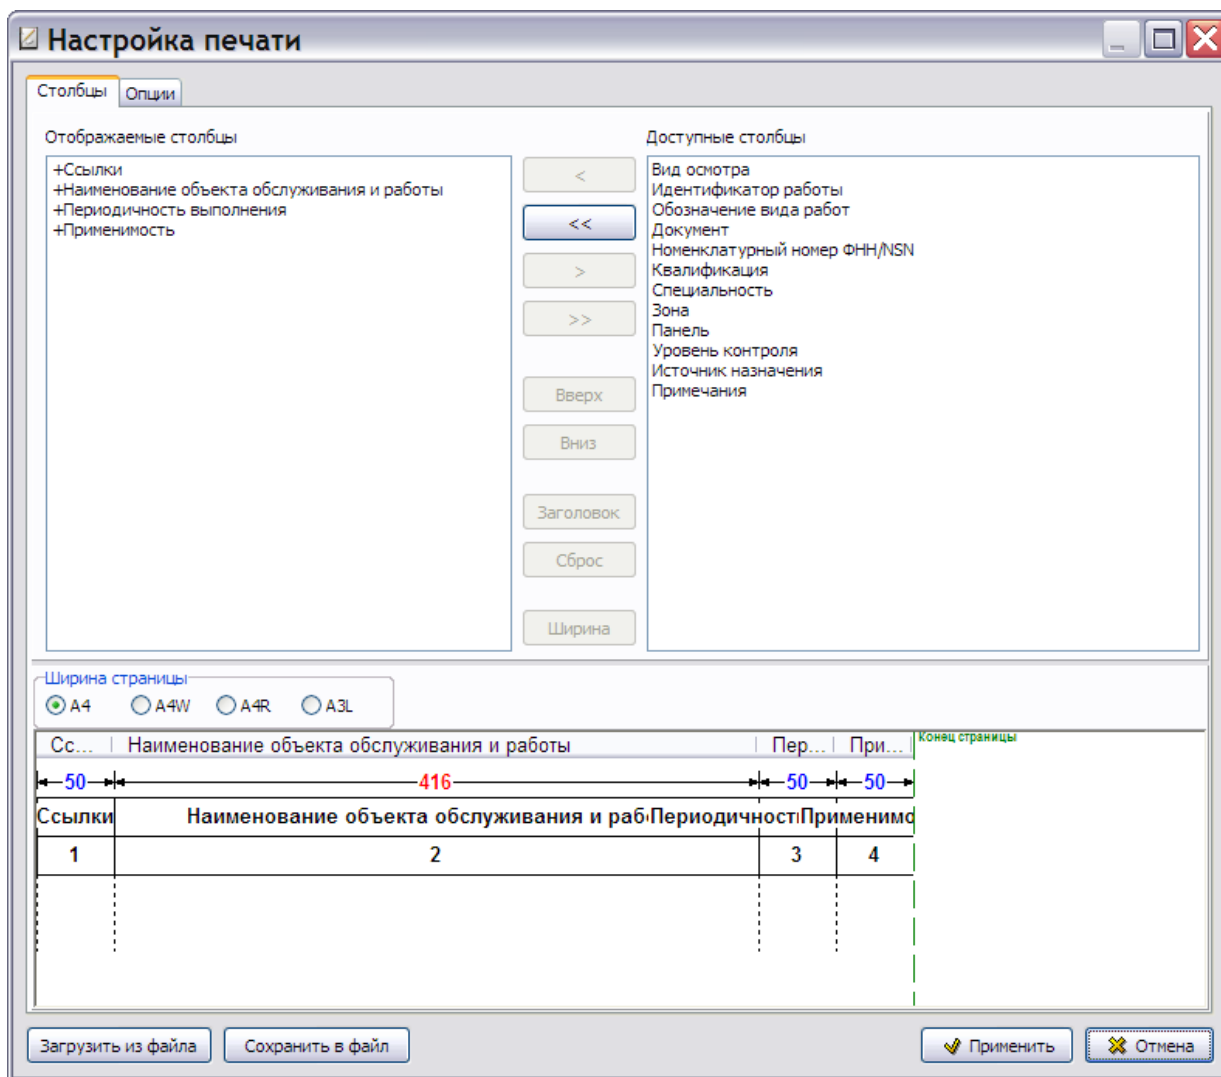 Настройка печати
Столбцы
Опции
Отображаемые столбцы
+Ссылки
+Наименование объекта обслуживания и работы
+Периодичность выполнения
+Применимость
<
<<
>
>>
Вверх
Вниз
Заголовок
Сброс
Ширина
Доступные столбцы
Вид осмотра
Идентификатор работы
Обозначение вида работ
Документ
Номенклатурный номер ФНН/NSN
Квалификация
Специальность
Зона
Панель
Уровень контроля
Источник назначения
Примечания
Ширина страницы
A4 A4W A4R A3L
Сс... Наименование объекта обслуживания и работы Пер... При... Конец страницы
50 416 50 50
Ссылки Наименование объекта обслуживания и раб Периодичност Применимо
1 2 3 4
Загрузить из файла Сохранить в файл Применить Отмена